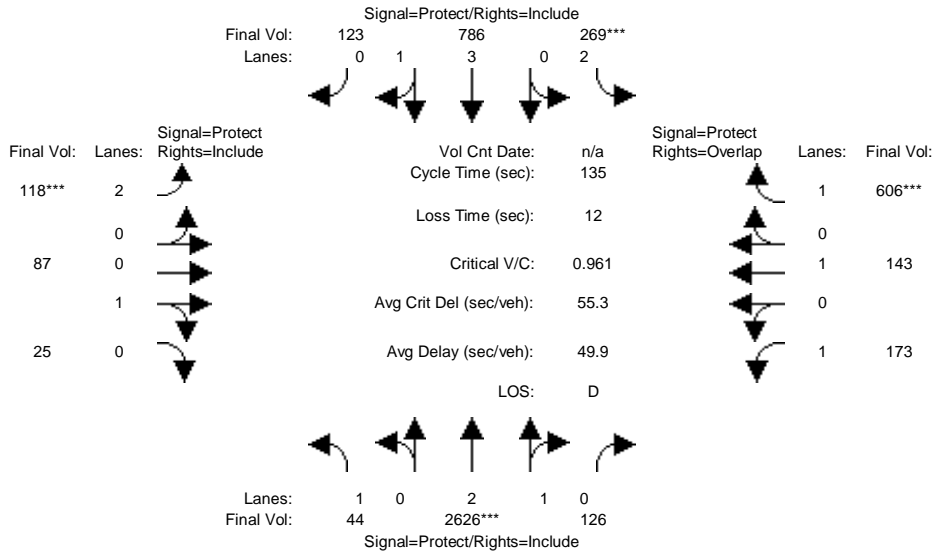 Signal=Protect/Rights=Include
Final Vol: 123 786 269***
Lanes: 0 1 3 0 2
Signal=Protect
Final Vol: Lanes: Rights=Include
Vol Cnt Date: n/a
Signal=Protect
Rights=Overlap Lanes: Final Vol:
Cycle Time (sec): 135
118*** 2
1 606***
Loss Time (sec): 12
0
0
87 0
Critical V/C: 0.961
1 143
1
Avg Crit Del (sec/veh): 55.3
0
25 0
Avg Delay (sec/veh): 49.9
1 173
LOS: D
Lanes: 1 0 2 1 0
Final Vol: 44 2626*** 126
Signal=Protect/Rights=Include